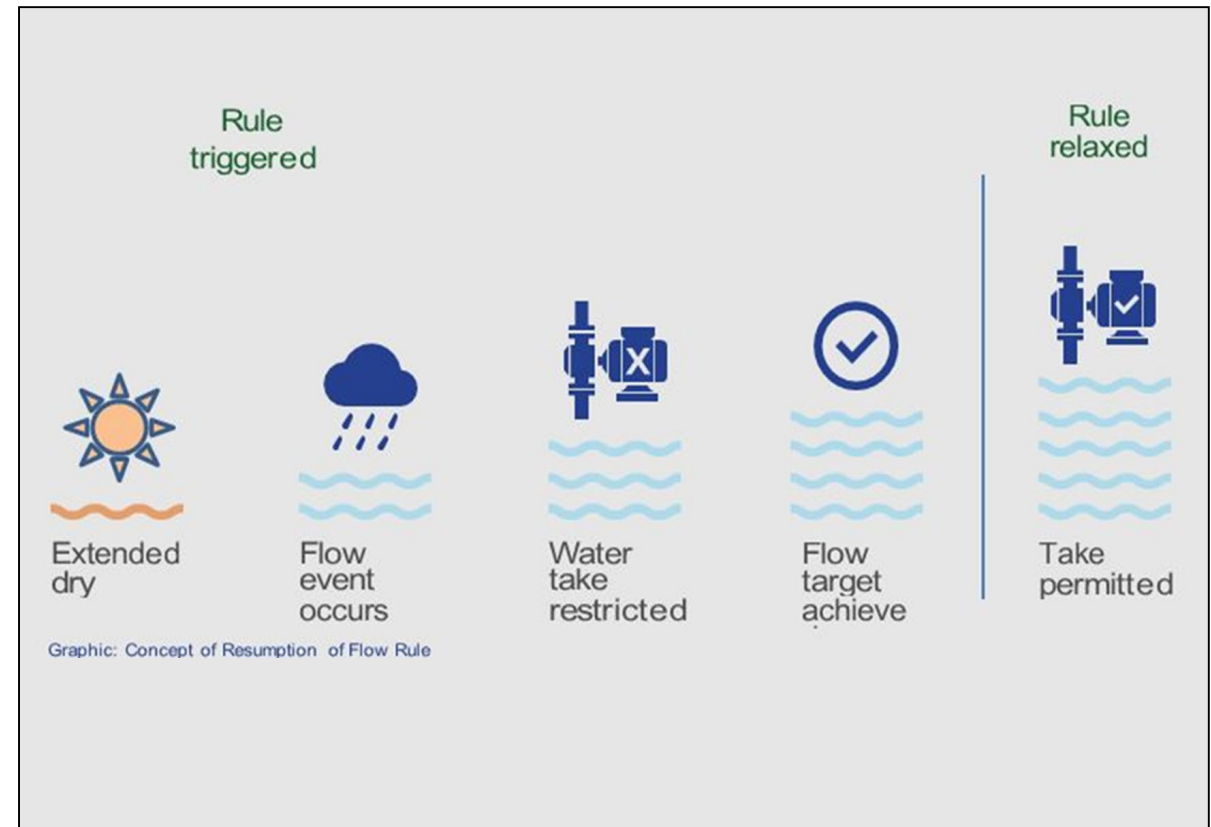 Rule
triggered
Rule
relaxed
X
Extended
dry
Flow
event
occurs
Water
take
restricted
Flow
target
achieve
Take
permitted
Graphic: Concept of Resumption of Flow Rule